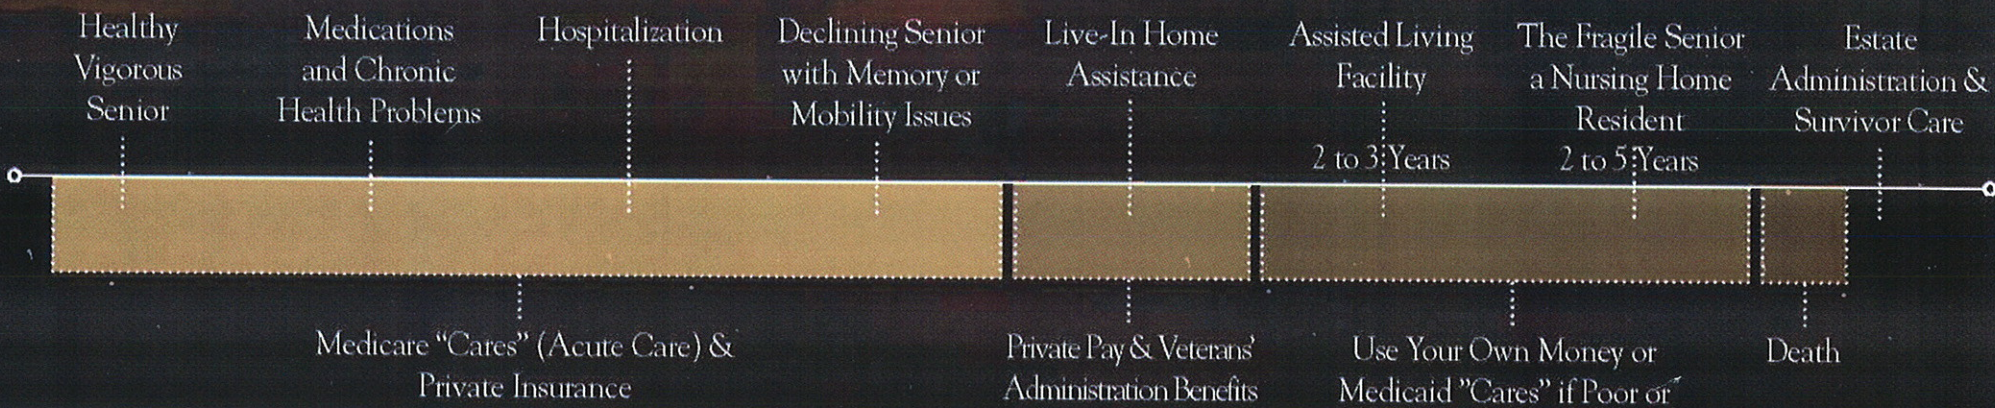 Healthy
Vigorous
Senior
Medications
and Chronic
Health Problems
Hospitalization
Declining Senior
with Memory or
Mobility Issues
Live-In Home
Assistance
Assisted Living
Facility
2 to 3 Years
The Fragile Senior
a Nursing Home
Resident
2 to 5 Years
Estate
Administration &
Survivor Care
Medicare “Cares” (Acute Care) &
Private Insurance
Private Pay & Veterans’
Administration Benefits
Use Your Own Money or
Medicaid ”Cares” if Poor or
Death